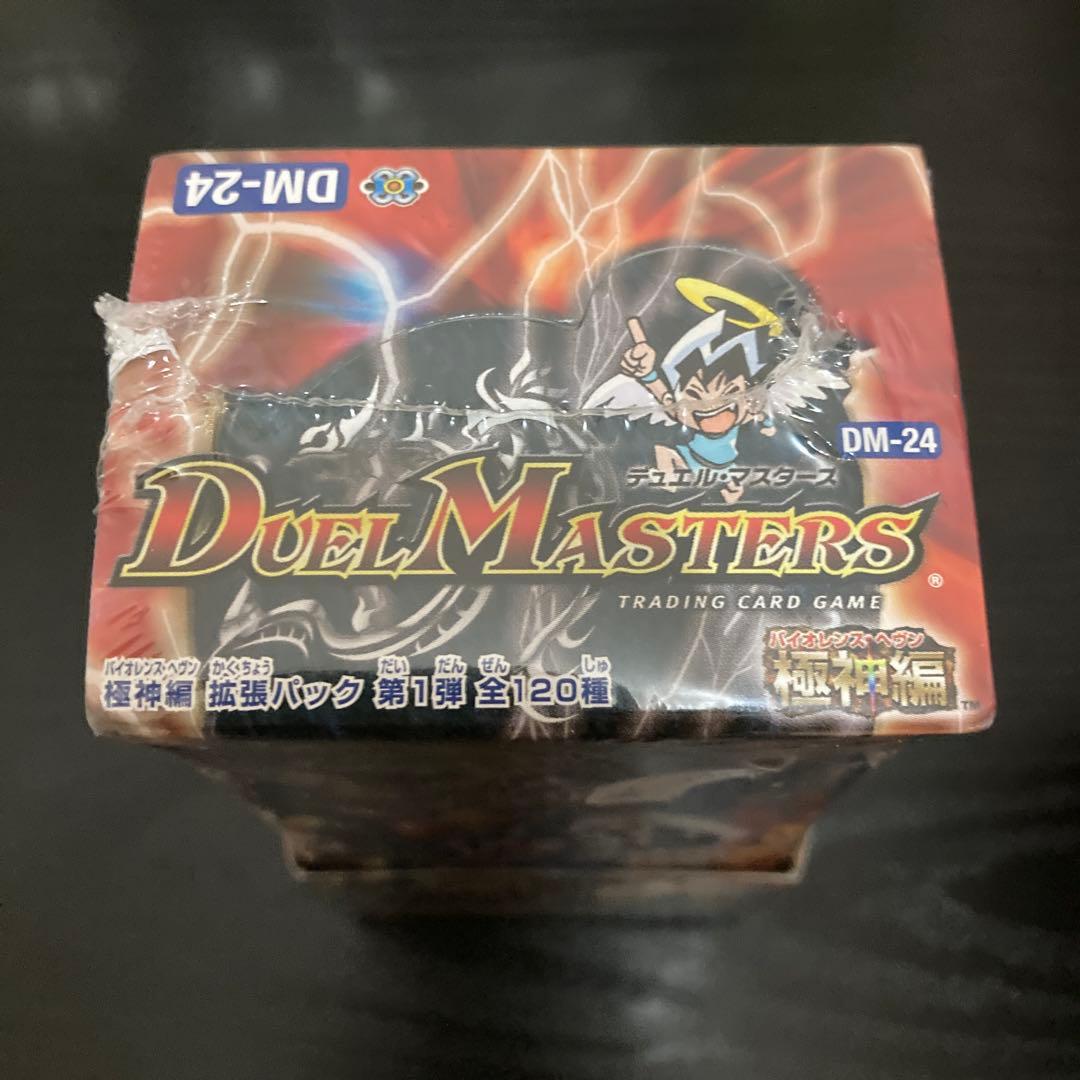 DM-24
DM-24
デュエル・マスターズ
DUEL MASTERS®
TRADING CARD GAME
バイオレンス・ヘヴン
極神編™
バイオレンス・ヘヴン かくちょう だい だん ぜん しゅ
極神編 拡張パック 第1弾 全120種